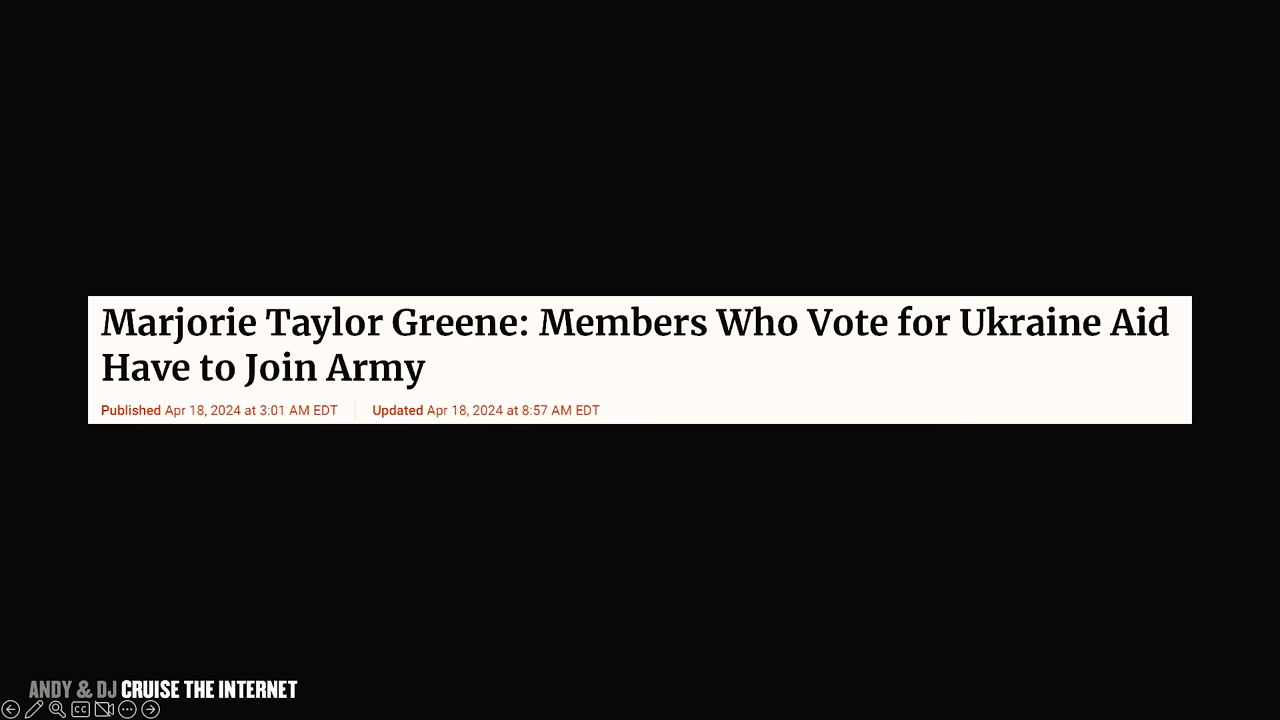 Marjorie Taylor Greene: Members Who Vote for Ukraine Aid
Have to Join Army
Published Apr 18, 2024 at 3:01 AM EDT Updated Apr 18, 2024 at 8:57 AM EDT
ANDY & DJ CRUISE THE INTERNET
CC